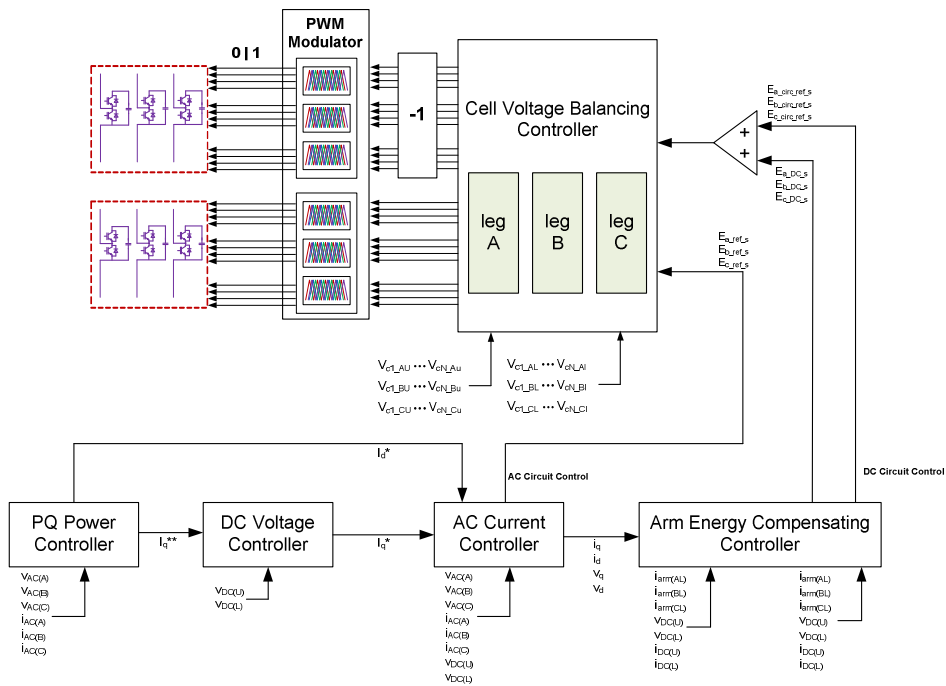 PWM
Modulator
0 | 1
-1
Cell Voltage Balancing
Controller
leg
A
leg
B
leg
C
+
+
Ea_circ_ref_s
Eb_circ_ref_s
Ec_circ_ref_s
Ea_DC_s
Eb_DC_s
Ec_DC_s
Ea_ref_s
Eb_ref_s
Ec_ref_s
Vc1_AU ··· VcN_Au
Vc1_BU ··· VcN_Bu
Vc1_CU ··· VcN_Cu
Vc1_AL ··· VcN_Al
Vc1_BL ··· VcN_Bl
Vc1_CL ··· VcN_Cl
Id*
AC Circuit Control
DC Circuit Control
PQ Power
Controller
Iq**
DC Voltage
Controller
Iq*
AC Current
Controller
iq
id
vq
vd
Arm Energy Compensating
Controller
vAC(A)
vAC(B)
vAC(C)
iAC(A)
iAC(B)
iAC(C)
vDC(U)
vDC(L)
vAC(A)
vAC(B)
vAC(C)
iAC(A)
iAC(B)
iAC(C)
vDC(U)
vDC(L)
iarm(AL)
iarm(BL)
iarm(CL)
vDC(U)
vDC(L)
iDC(U)
iDC(L)
iarm(AL)
iarm(BL)
iarm(CL)
vDC(U)
vDC(L)
iDC(U)
iDC(L)